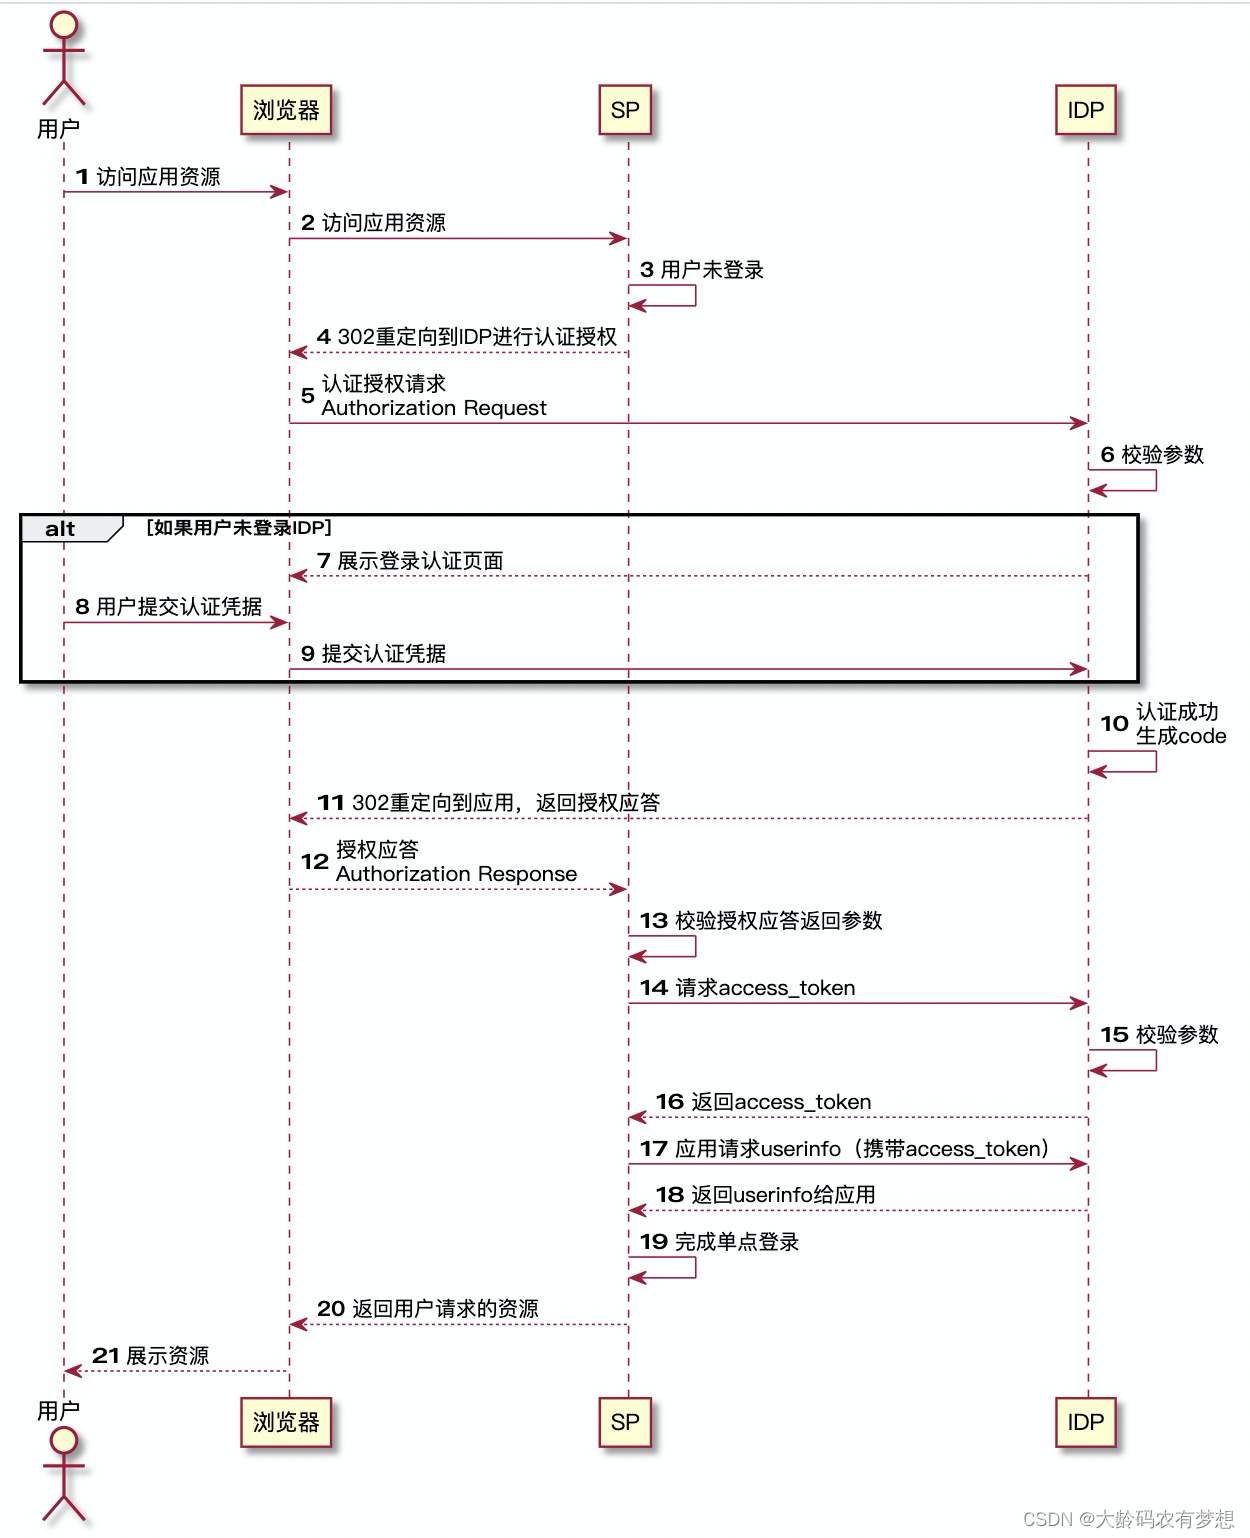 用户
浏览器
SP
IDP
1 访问应用资源
2 访问应用资源
3 用户未登录
4 302重定向到IDP进行认证授权
5 认证授权请求
Authorization Request
6 校验参数
alt [如果用户未登录IDP]
7 展示登录认证页面
8 用户提交认证凭据
9 提交认证凭据
10 认证成功
生成code
11 302重定向到应用，返回授权应答
12 授权应答
Authorization Response
13 校验授权应答返回参数
14 请求access_token
15 校验参数
16 返回access_token
17 应用请求userinfo（携带access_token）
18 返回userinfo给应用
19 完成单点登录
20 返回用户请求的资源
21 展示资源
用户
浏览器
SP
IDP
CSDN @大龄码农有梦想